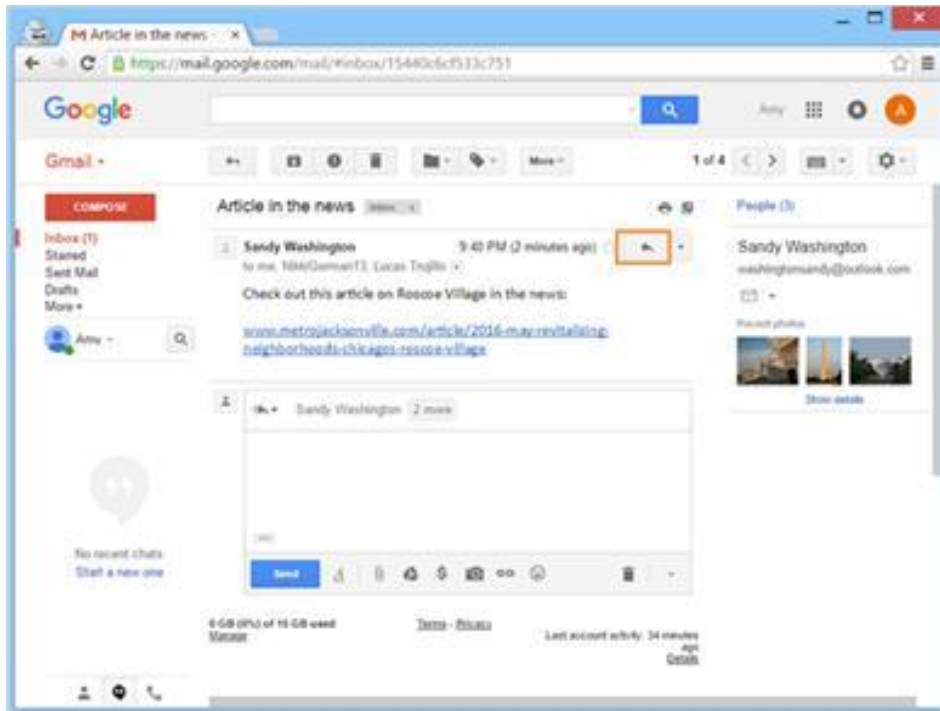 M Article in the news -
https://mail.google.com/mail/#inbox/15440c6cf533c751
Google
Amy
A
Gmail
More
1 of 4
COMPOSE
Article in the news
Inbox x
People (3)
Inbox (1)
Starred
Sent Mail
Drafts
More
Sandy Washington
9:40 PM (2 minutes ago)
to me, NikkiGorman13, Lucas Trujillo
Sandy Washington
washingtonsandy@outlook.com
Check out this article on Roscoe Village in the news:
Recent photos
Amy
www.metrojacksonville.com/article/2016-may-revitalizing-
neighborhoods-chicagos-roscoe-village
Show details
Sandy Washington 2 more
No recent chats
Start a new one
Send
0 GB (0%) of 15 GB used
Manage
Terms - Privacy
Last account activity: 34 minutes
ago
Details